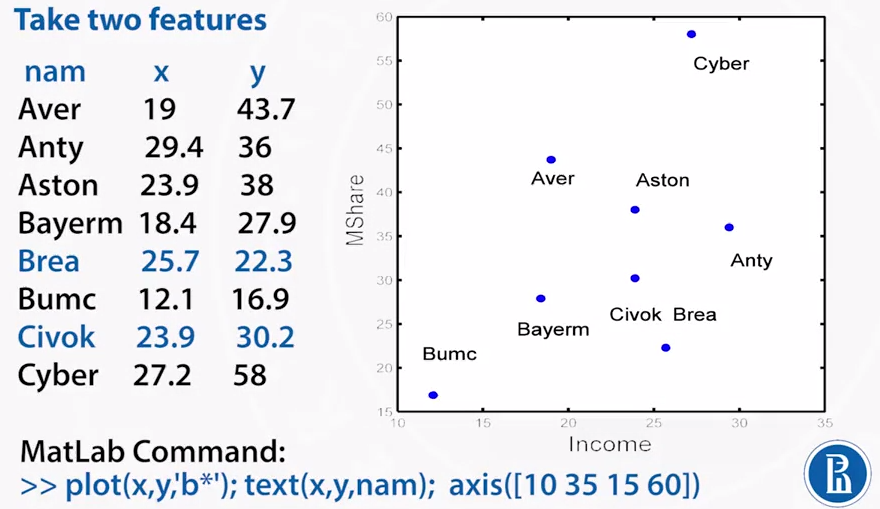 Take two features
nam x y
Aver 19 43.7
Anty 29.4 36
Aston 23.9 38
Bayerm 18.4 27.9
Brea 25.7 22.3
Bumc 12.1 16.9
Civok 23.9 30.2
Cyber 27.2 58
MatLab Command:
>> plot(x,y,'b*'); text(x,y,nam); axis([10 35 15 60])
60
55
50
45
40
35
30
25
20
15
MShare
Cyber
Aver
Aston
Anty
Civok Brea
Bayerm
Bumc
10 15 20 25 30 35
Income